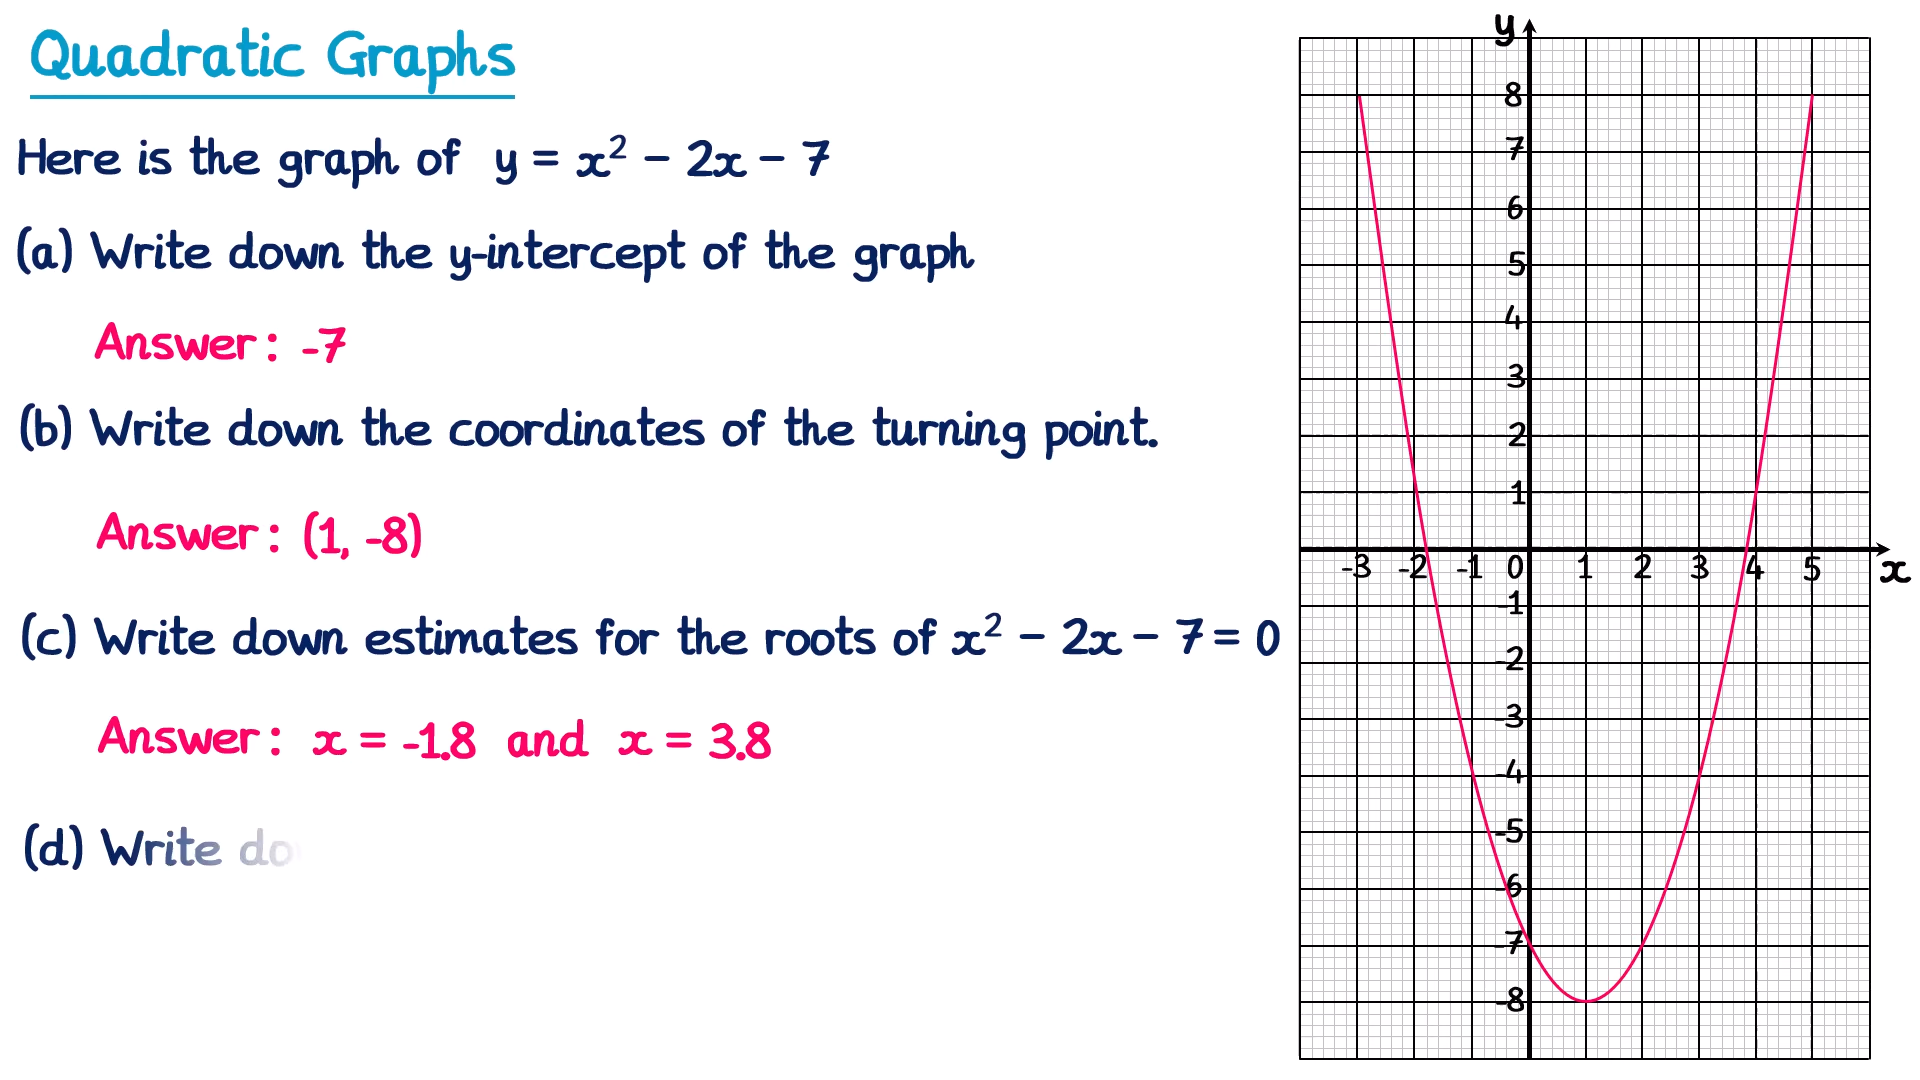 Quadratic Graphs
Here is the graph of y = x² − 2x − 7
(a) Write down the y-intercept of the graph
Answer: -7
(b) Write down the coordinates of the turning point.
Answer: (1, -8)
(c) Write down estimates for the roots of x² − 2x − 7 = 0
Answer: x = -1.8 and x = 3.8
(d) Write do
y
8
7
6
5
4
3
2
1
-3 -2 -1 0 1 2 3 4 5 x
-1
-2
-3
-4
-5
-6
-7
-8